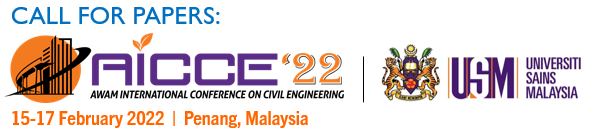 CALL FOR PAPERS:
AICCE '22
AWAM INTERNATIONAL CONFERENCE ON CIVIL ENGINEERING
15-17 February 2022 | Penang, Malaysia
USM
UNIVERSITI
SAINS
MALAYSIA